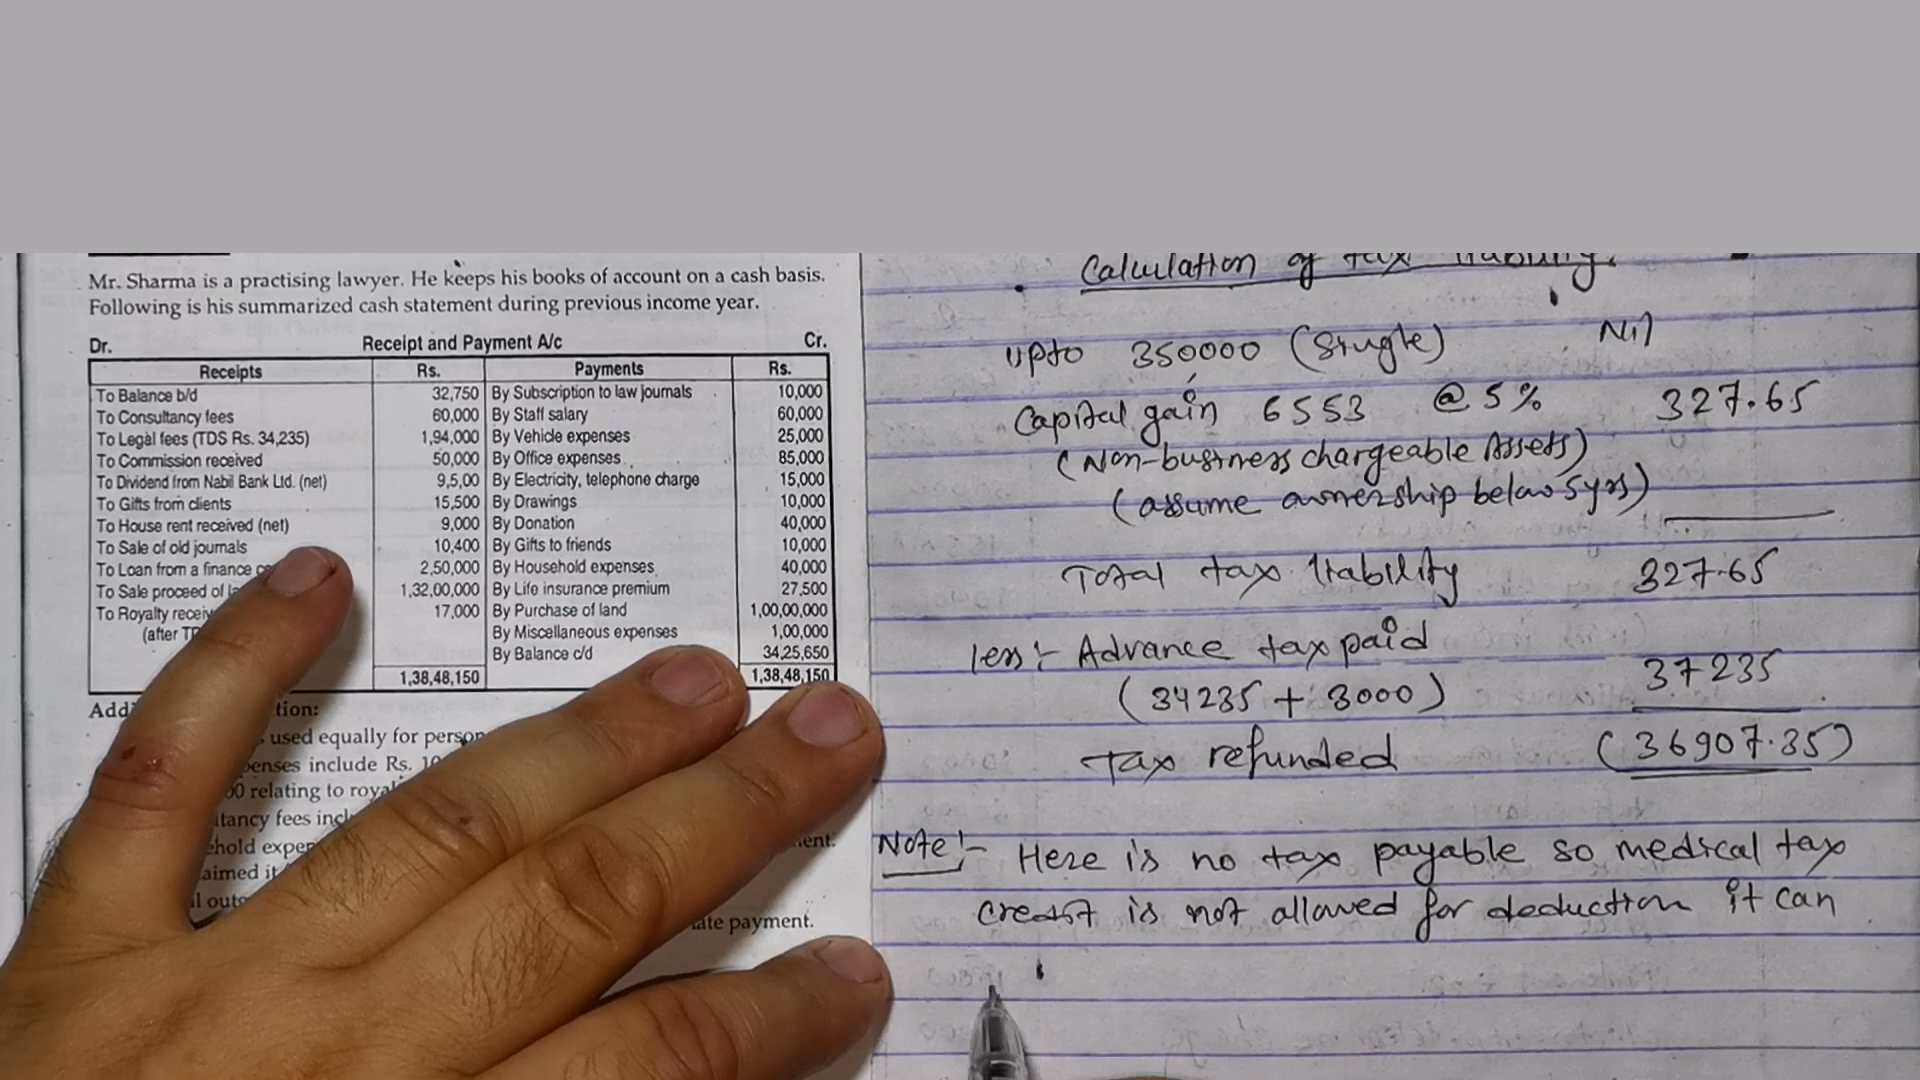 Mr. Sharma is a practising lawyer. He keeps his books of account on a cash basis.
Following is his summarized cash statement during previous income year.
Dr. Receipt and Payment A/c Cr.
Receipts Rs. Payments Rs.
To Balance b/d 32,750 By Subscription to law journals 10,000
To Consultancy fees 60,000 By Staff salary 60,000
To Legal fees (TDS Rs. 34,235) 1,94,000 By Vehicle expenses 25,000
To Commission received 50,000 By Office expenses 85,000
To Dividend from Nabil Bank Ltd. (net) 9,5,00 By Electricity, telephone charge 15,000
To Gifts from clients 15,500 By Drawings 10,000
To House rent received (net) 9,000 By Donation 40,000
To Sale of old journals 10,400 By Gifts to friends 10,000
To Loan from a finance 2,50,000 By Household expenses 40,000
To Sale proceed of 1,32,00,000 By Life insurance premium 27,500
To Royalty 17,000 By Purchase of land 1,00,00,000
(after By Miscellaneous expenses 1,00,000
By Balance c/d 34,25,650
1,38,48,150 1,38,48,150
used equally for
include Rs.
relating to
fees
payment.
Calculation of tax liability.
upto 350000 (Single) Nil
Capital gain 6553 @ 5% 327.65
(Non-business chargeable Assets)
(assume ownership below 5yrs)
Total tax liability 327.65
less:- Advance tax paid
(34235 + 3000) 37235
Tax refunded (36907.35)
Note:- Here is no tax payable so medical tax
credit is not allowed for deduction it can